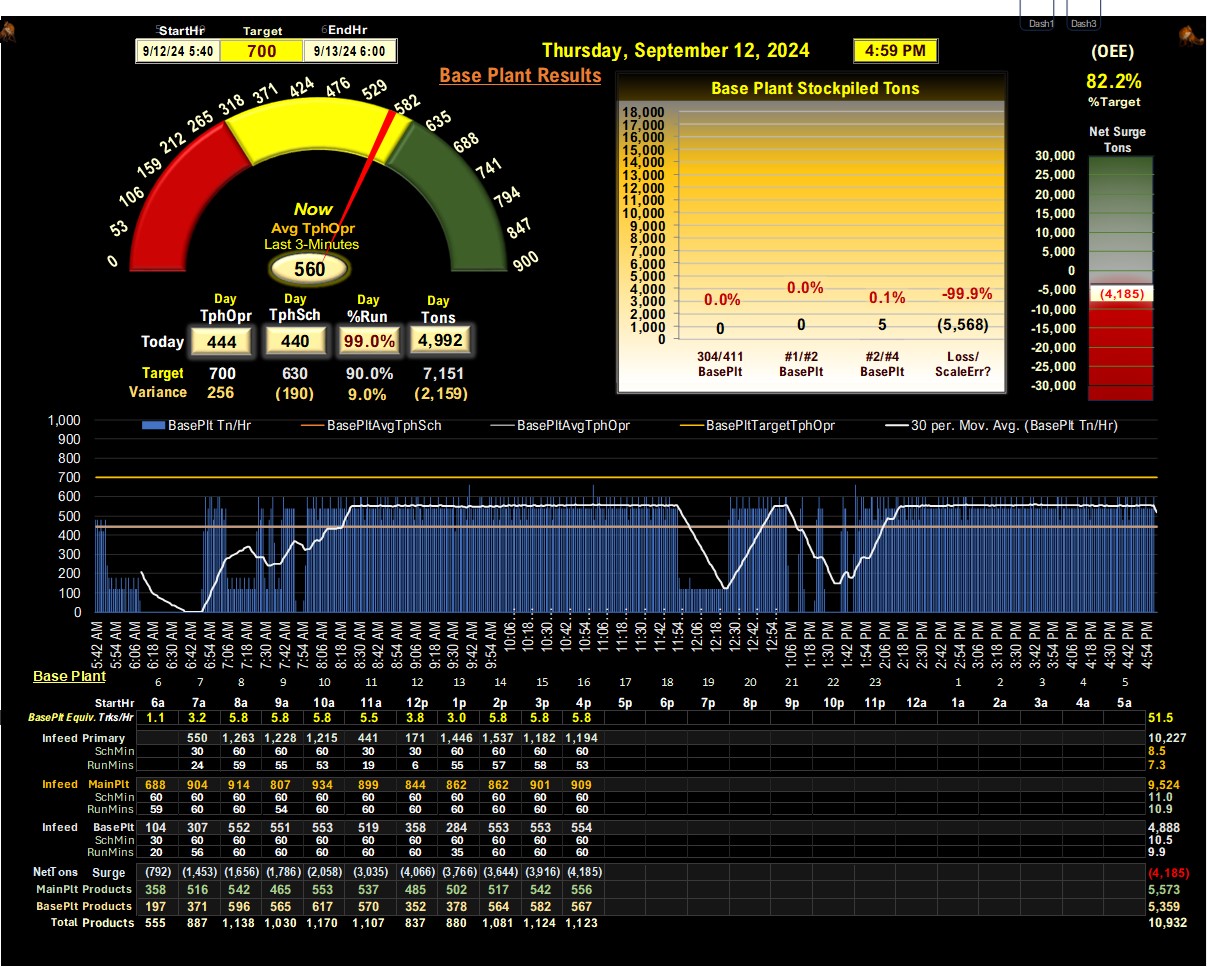 Dash1 Dash3
StartHr Target EndHr
9/12/24 5:40 700 9/13/24 6:00
Thursday, September 12, 2024 4:59 PM
(OEE)
82.2%
%Target
Base Plant Results
0 53 106 159 212 265 318 371 424 476 529 582 635 688 741 794 847 900
Now
Avg TphOpr
Last 3-Minutes
560
Day TphOpr Day TphSch Day %Run Day Tons
Today 444 440 99.0% 4,992
Target 700 630 90.0% 7,151
Variance 256 (190) 9.0% (2,159)
Base Plant Stockpiled Tons
18,000
17,000
16,000
15,000
14,000
13,000
12,000
11,000
10,000
9,000
8,000
7,000
6,000
5,000
4,000
3,000
2,000
1,000
0
0.0% 0.0% 0.1% -99.9%
0 0 5 (5,568)
304/411 #1/#2 #2/#4 Loss/
BasePlt BasePlt BasePlt ScaleErr?
Net Surge
Tons
30,000
25,000
20,000
15,000
10,000
5,000
0
-5,000 (4,185)
-10,000
-15,000
-20,000
-25,000
-30,000
BasePlt Tn/Hr BasePltAvgTphSch BasePltAvgTphOpr BasePltTargetTphOpr 30 per. Mov. Avg. (BasePlt Tn/Hr)
1,000
900
800
700
600
500
400
300
200
100
0
5:42 AM 5:54 AM 6:06 AM 6:18 AM 6:30 AM 6:42 AM 6:54 AM 7:06 AM 7:18 AM 7:30 AM 7:42 AM 7:54 AM 8:06 AM 8:18 AM 8:30 AM 8:42 AM 8:54 AM 9:06 AM 9:18 AM 9:30 AM 9:42 AM 9:54 AM 10:06... 10:18... 10:30... 10:42... 10:54... 11:06... 11:18... 11:30... 11:42... 11:54... 12:06... 12:18... 12:30... 12:42... 12:54... 1:06 PM 1:18 PM 1:30 PM 1:42 PM 1:54 PM 2:06 PM 2:18 PM 2:30 PM 2:42 PM 2:54 PM 3:06 PM 3:18 PM 3:30 PM 3:42 PM 3:54 PM 4:06 PM 4:18 PM 4:30 PM 4:42 PM 4:54 PM
Base Plant
6 7 8 9 10 11 12 13 14 15 16 17 18 19 20 21 22 23 1 2 3 4 5
StartHr 6a 7a 8a 9a 10a 11a 12p 1p 2p 3p 4p 5p 6p 7p 8p 9p 10p 11p 12a 1a 2a 3a 4a 5a
BasePlt Equiv. Trks/Hr 1.1 3.2 5.8 5.8 5.8 5.5 3.8 3.0 5.8 5.8 5.8 51.5
Infeed Primary 550 1,263 1,228 1,215 441 171 1,446 1,537 1,182 1,194 10,227
SchMin 30 60 60 60 30 30 60 60 60 60 8.5
RunMins 24 59 55 53 19 6 55 57 58 53 7.3
Infeed MainPlt 688 904 914 807 934 899 844 862 862 901 909 9,524
SchMin 60 60 60 60 60 60 60 60 60 60 60 11.0
RunMins 59 60 60 54 60 60 60 60 60 60 60 10.9
Infeed BasePlt 104 307 552 551 553 519 358 284 553 553 554 4,888
SchMin 30 60 60 60 60 60 60 60 60 60 60 10.5
RunMins 20 56 60 60 60 60 60 35 60 60 60 9.9
NetTons Surge (792) (1,453) (1,656) (1,786) (2,058) (3,035) (4,066) (3,766) (3,644) (3,916) (4,185) (4,185)
MainPlt Products 358 516 542 465 553 537 485 502 517 542 556 5,573
BasePlt Products 197 371 596 565 617 570 352 378 564 582 567 5,359
Total Products 555 887 1,138 1,030 1,170 1,107 837 880 1,081 1,124 1,123 10,932